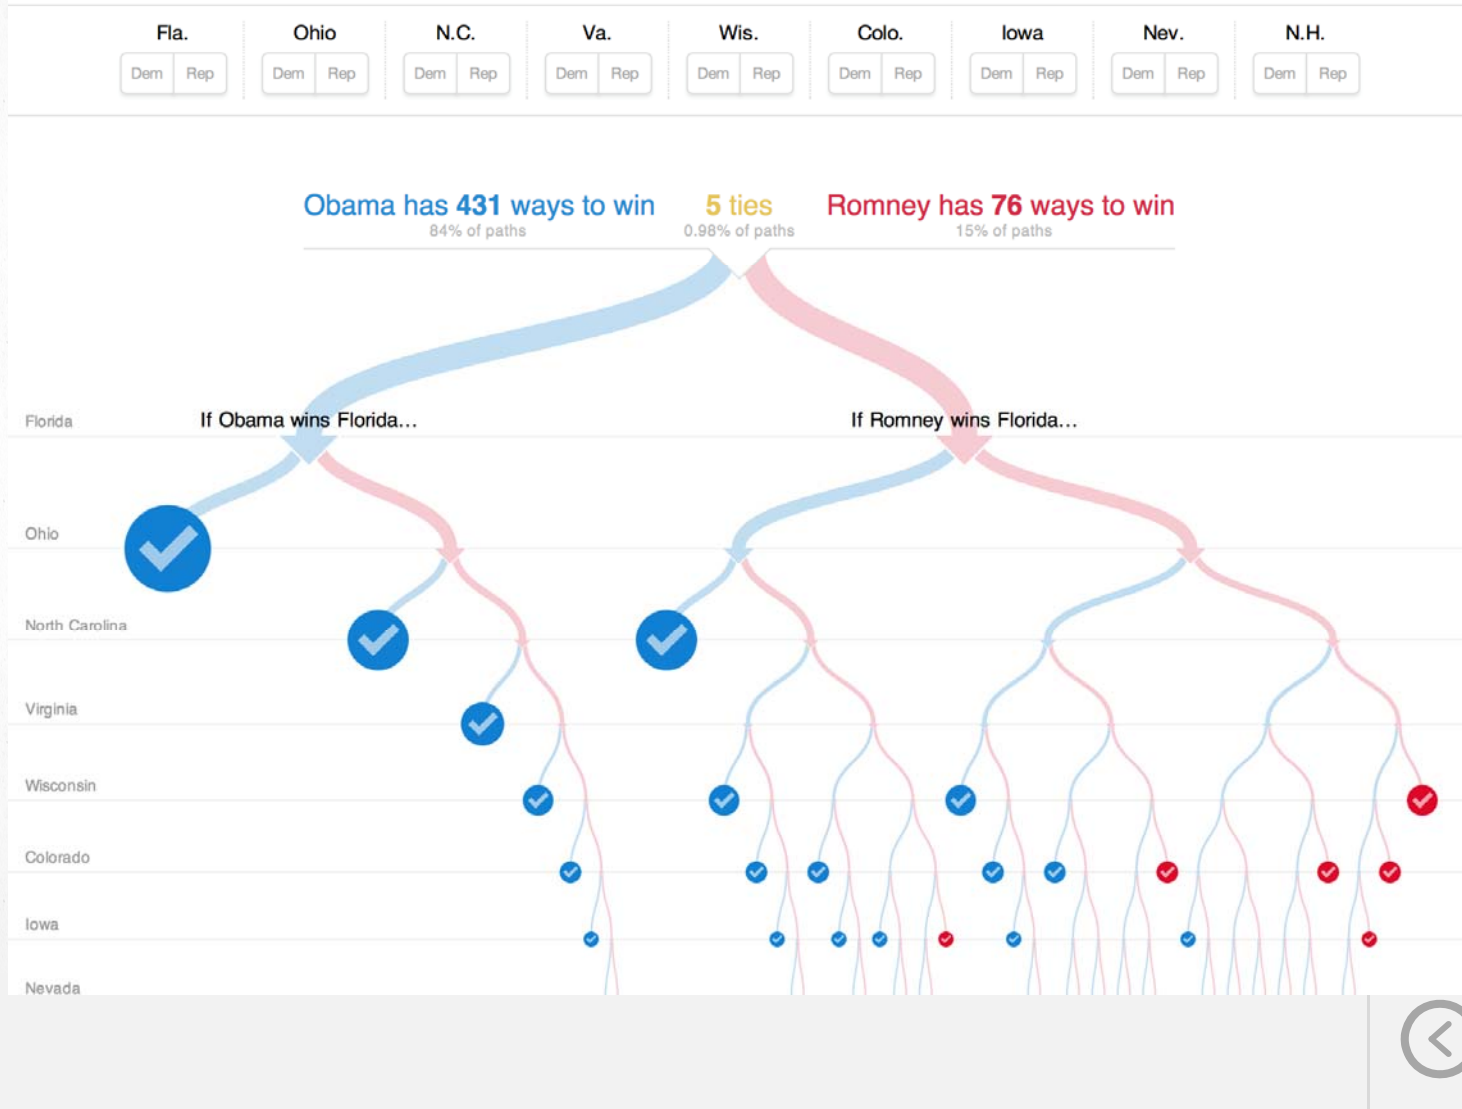 Fla. Ohio N.C. Va. Wis. Colo. Iowa Nev. N.H.
Dem Rep Dem Rep Dem Rep Dem Rep Dem Rep Dem Rep Dem Rep Dem Rep Dem Rep
Obama has 431 ways to win 5 ties Romney has 76 ways to win
84% of paths 0.98% of paths 15% of paths
Florida If Obama wins Florida... If Romney wins Florida...
Ohio
North Carolina
Virginia
Wisconsin
Colorado
Iowa
Nevada